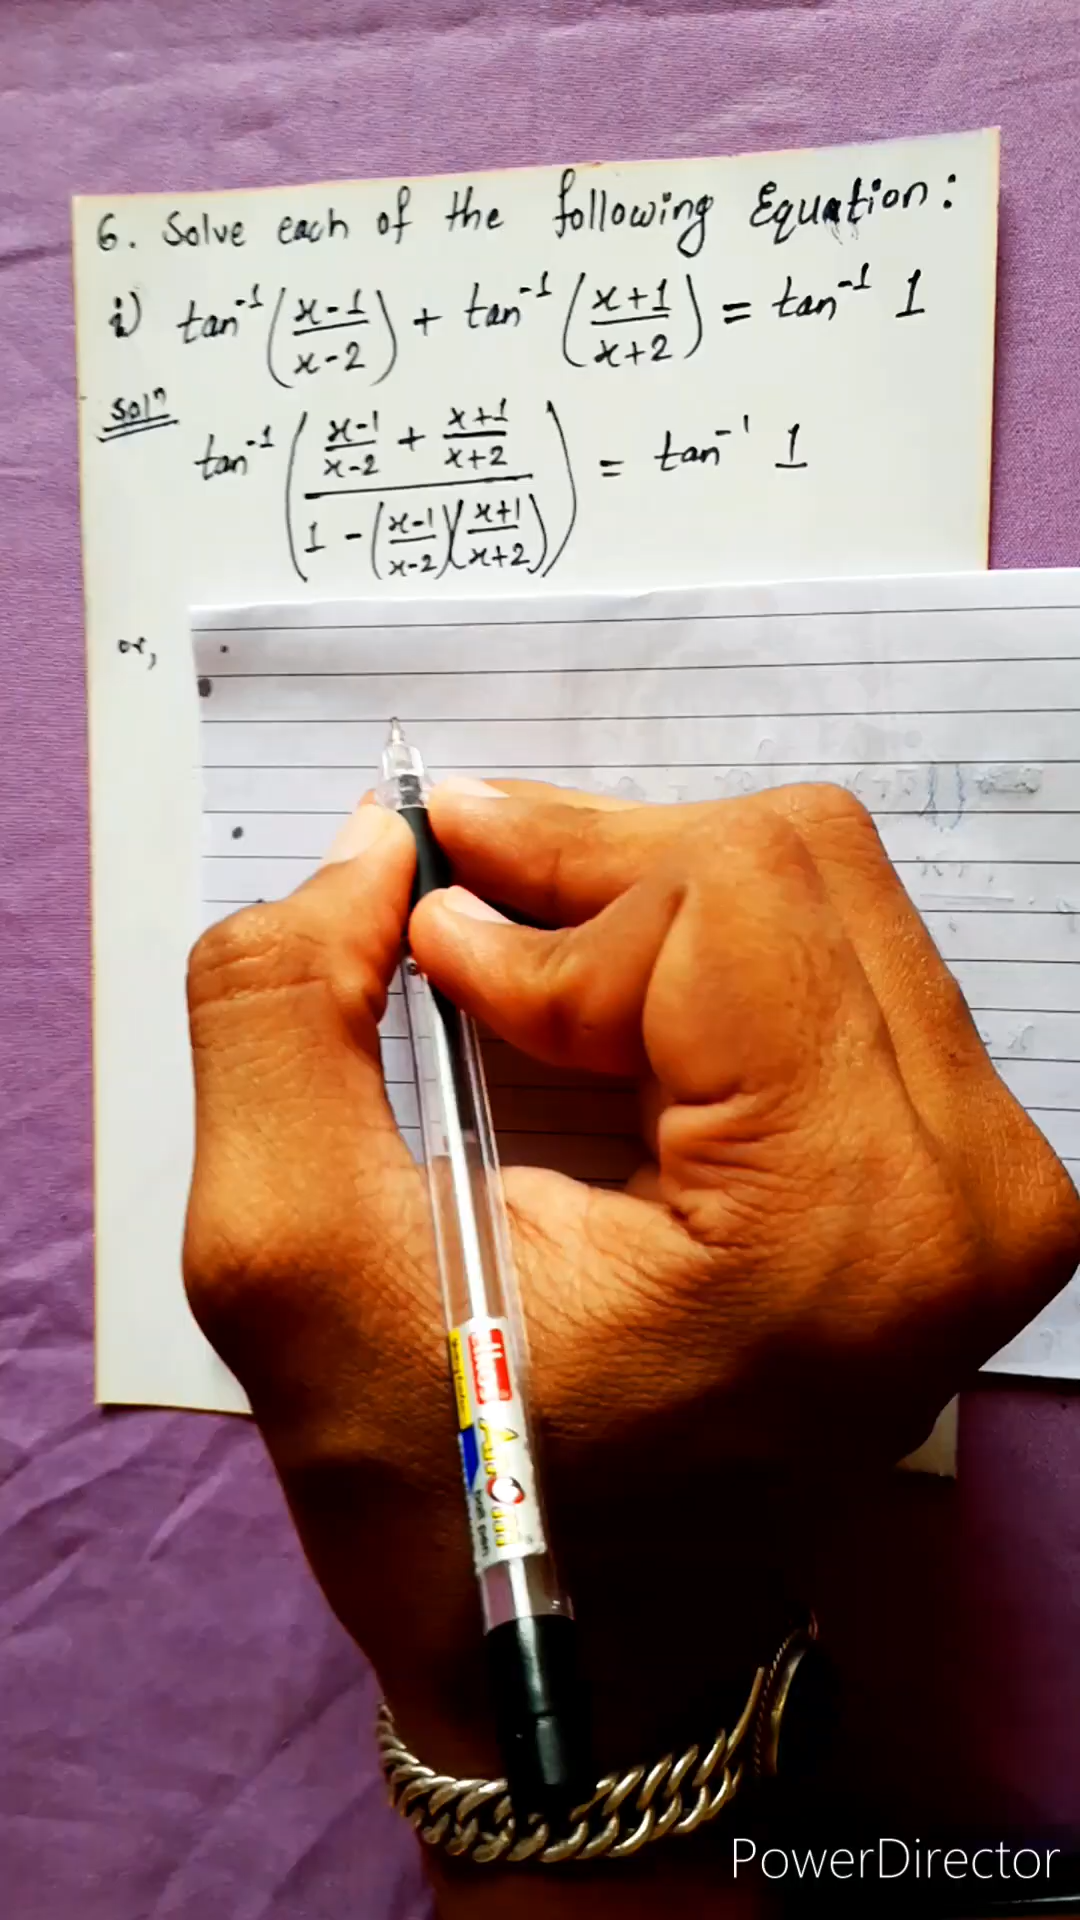 6. Solve each of the following Equation:
i) tan⁻¹((x-1)/(x-2)) + tan⁻¹((x+1)/(x+2)) = tan⁻¹ 1
Solⁿ
tan⁻¹(((x-1)/(x-2) + (x+1)/(x+2))/(1 - ((x-1)/(x-2))((x+1)/(x+2)))) = tan⁻¹ 1
or,
PowerDirector